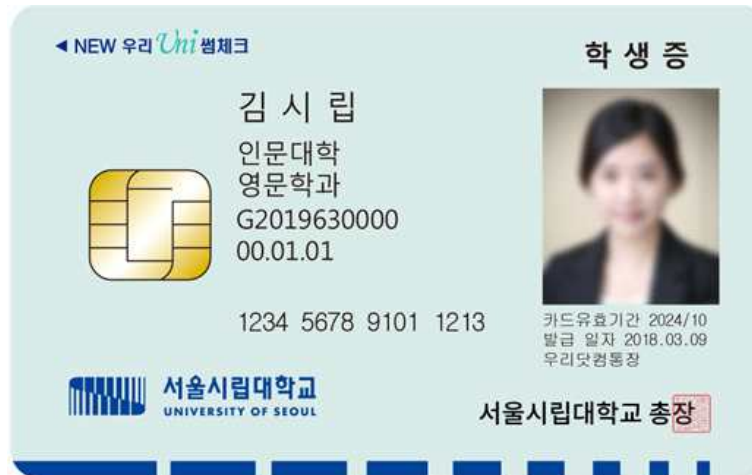 ◀ NEW 우리 Uni 썸체크
학 생 증
김 시 립
인문대학
영문학과
G2019630000
00.01.01
1234 5678 9101 1213
카드유효기간 2024/10
발급 일자 2018.03.09
우리닷컴통장
서울시립대학교
UNIVERSITY OF SEOUL
서울시립대학교 총장